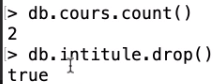 > db.cours.count()
2
> db.intitule.drop()
true